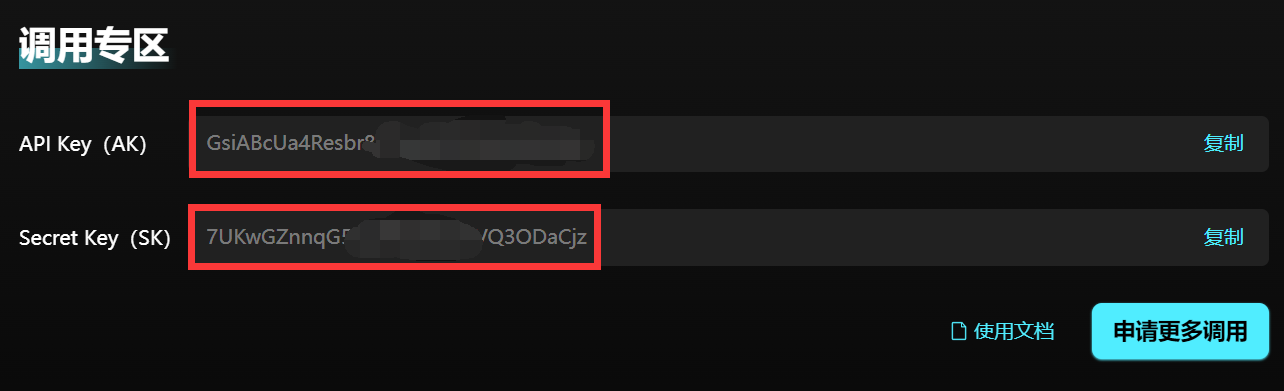 调用专区
API Key（AK）
GsiABcUa4Resbr
复制
Secret Key（SK）
7UKwGZnnqG
Q3ODaCjz
复制
使用文档
申请更多调用